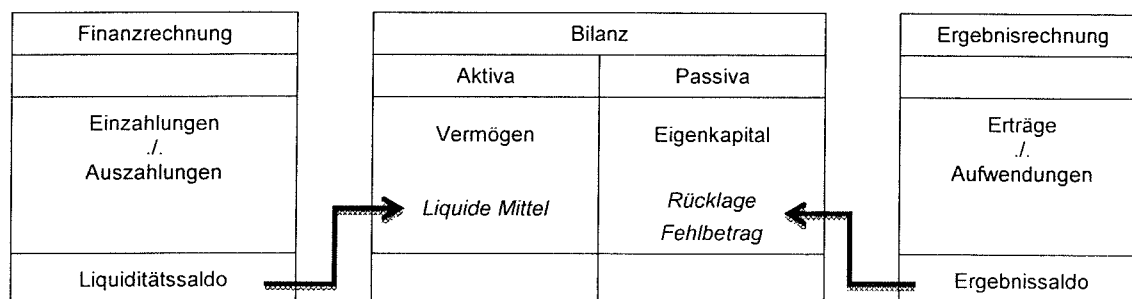 Finanzrechnung
Einzahlungen
./.
Auszahlungen
Liquiditätssaldo
Bilanz
Aktiva
Passiva
Vermögen
Eigenkapital
Liquide Mittel
Rücklage
Fehlbetrag
Ergebnisrechnung
Erträge
./.
Aufwendungen
Ergebnissaldo